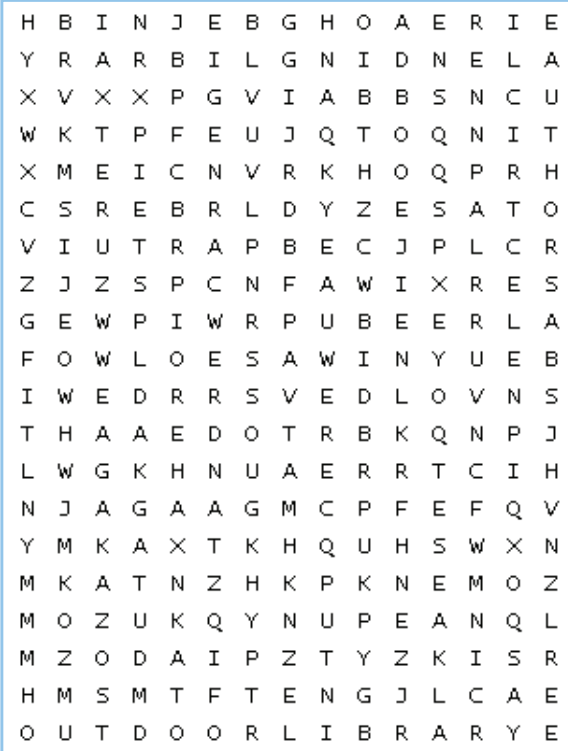 H B I N J E B G H O A E R I E
Y R A R B I L G N I D N E L A
X V X X P G V I A B B S N C U
W K T P F E U J Q T O Q N I T
X M E I C N V R K H O Q P R H
C S R E B R L D Y Z E S A T O
V I U T R A P B E C J P L C R
Z J Z S P C N F A W I X R E S
G E W P I W R P U B E E R L A
F O W L O E S A W I N Y U E B
I W E D R R S V E D L O V N S
T H A A E D O T R B K Q N P J
L W G K H N U A E R R T C I H
N J A G A A G M C P F E F Q V
Y M K A X T K H Q U H S W X N
M K A T N Z H K P K N E M O Z
M O Z U K Q Y N U P E A N Q L
M Z O D A I P Z T Y Z K I S R
H M S M T F T E N G J L C A E
O U T D O O R L I B R A R Y E